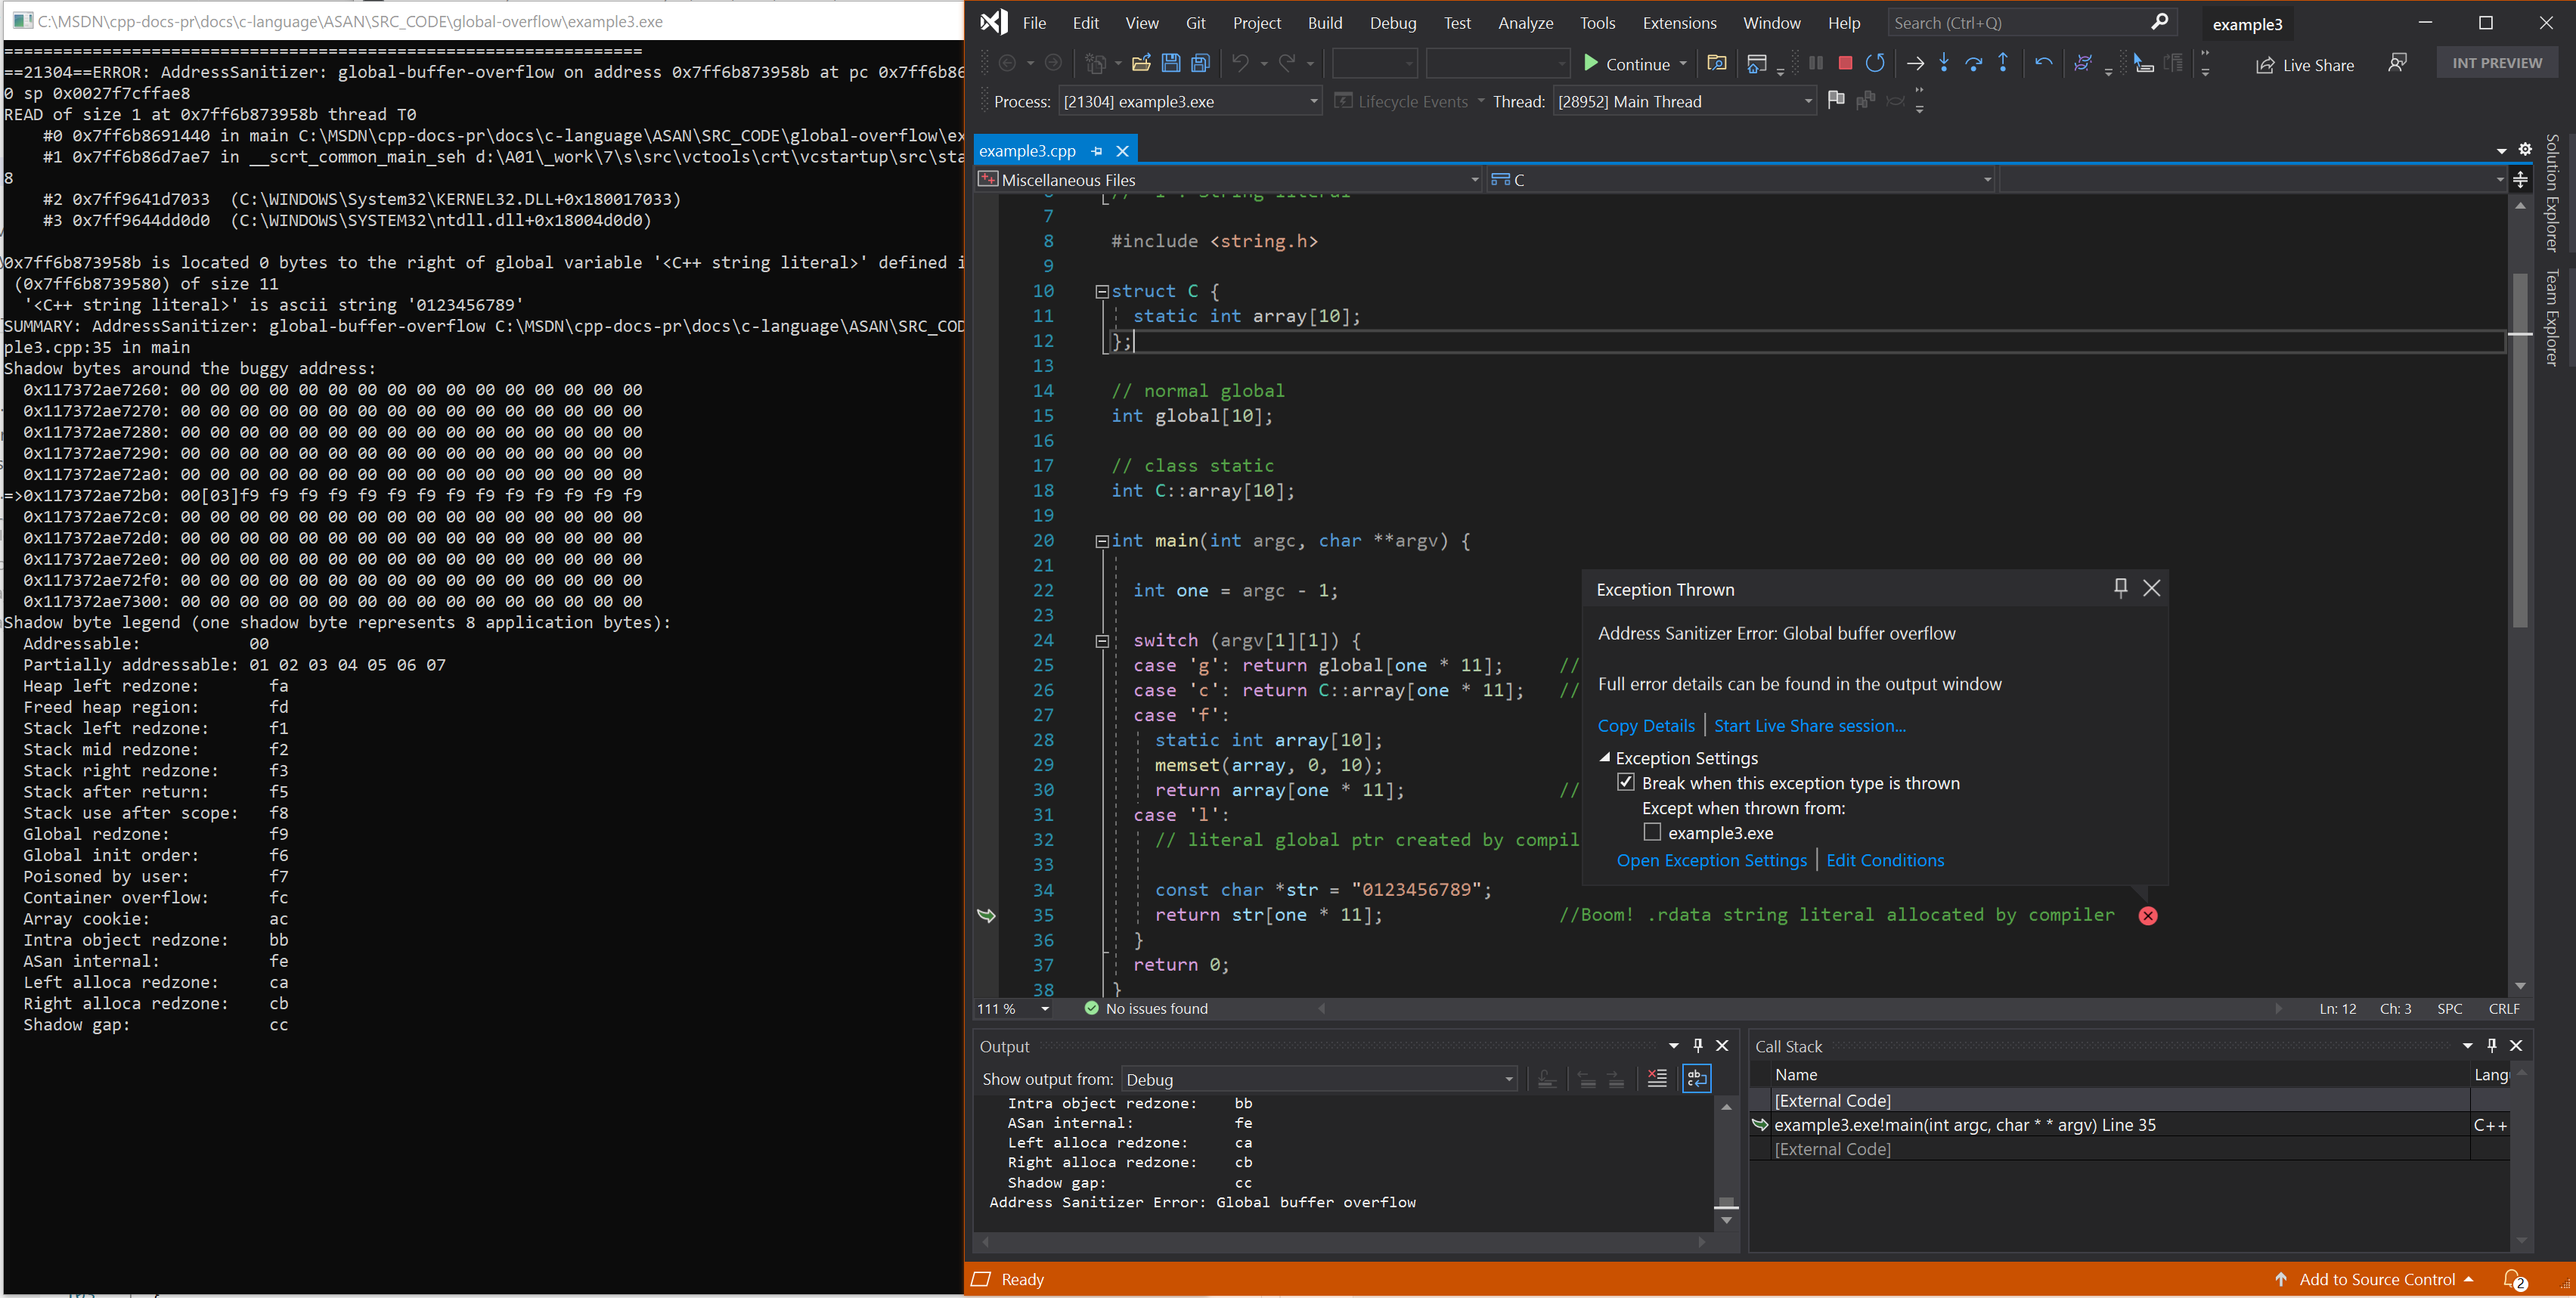 C:\MSDN\cpp-docs-pr\docs\c-language\ASAN\SRC_CODE\global-overflow\example3.exe
=================================================================
==21304==ERROR: AddressSanitizer: global-buffer-overflow on address 0x7ff6b873958b at pc 0x7ff6b86
0 sp 0x0027f7cffae8
READ of size 1 at 0x7ff6b873958b thread T0
#0 0x7ff6b8691440 in main C:\MSDN\cpp-docs-pr\docs\c-language\ASAN\SRC_CODE\global-overflow\ex
#1 0x7ff6b86d7ae7 in __scrt_common_main_seh d:\A01\_work\7\s\src\vctools\crt\vcstartup\src\sta
8
#2 0x7ff9641d7033  (C:\WINDOWS\System32\KERNEL32.DLL+0x180017033)
#3 0x7ff9644dd0d0  (C:\WINDOWS\SYSTEM32\ntdll.dll+0x18004d0d0)
0x7ff6b873958b is located 0 bytes to the right of global variable '<C++ string literal>' defined i
(0x7ff6b8739580) of size 11
'<C++ string literal>' is ascii string '0123456789'
SUMMARY: AddressSanitizer: global-buffer-overflow C:\MSDN\cpp-docs-pr\docs\c-language\ASAN\SRC_COD
ple3.cpp:35 in main
Shadow bytes around the buggy address:
0x117372ae7260: 00 00 00 00 00 00 00 00 00 00 00 00 00 00 00 00
0x117372ae7270: 00 00 00 00 00 00 00 00 00 00 00 00 00 00 00 00
0x117372ae7280: 00 00 00 00 00 00 00 00 00 00 00 00 00 00 00 00
0x117372ae7290: 00 00 00 00 00 00 00 00 00 00 00 00 00 00 00 00
0x117372ae72a0: 00 00 00 00 00 00 00 00 00 00 00 00 00 00 00 00
=>0x117372ae72b0: 00[03]f9 f9 f9 f9 f9 f9 f9 f9 f9 f9 f9 f9 f9 f9
0x117372ae72c0: 00 00 00 00 00 00 00 00 00 00 00 00 00 00 00 00
0x117372ae72d0: 00 00 00 00 00 00 00 00 00 00 00 00 00 00 00 00
0x117372ae72e0: 00 00 00 00 00 00 00 00 00 00 00 00 00 00 00 00
0x117372ae72f0: 00 00 00 00 00 00 00 00 00 00 00 00 00 00 00 00
0x117372ae7300: 00 00 00 00 00 00 00 00 00 00 00 00 00 00 00 00
Shadow byte legend (one shadow byte represents 8 application bytes):
Addressable: 00
Partially addressable: 01 02 03 04 05 06 07
Heap left redzone: fa
Freed heap region: fd
Stack left redzone: f1
Stack mid redzone: f2
Stack right redzone: f3
Stack after return: f5
Stack use after scope: f8
Global redzone: f9
Global init order: f6
Poisoned by user: f7
Container overflow: fc
Array cookie: ac
Intra object redzone: bb
ASan internal: fe
Left alloca redzone: ca
Right alloca redzone: cb
Shadow gap: cc
File Edit View Git Project Build Debug Test Analyze Tools Extensions Window Help Search (Ctrl+Q) example3
Continue Live Share INT PREVIEW
Process: [21304] example3.exe Lifecycle Events Thread: [28952] Main Thread
example3.cpp
Miscellaneous Files C
7
8 #include <string.h>
9
10 struct C {
11 static int array[10];
12 };
13
14 // normal global
15 int global[10];
16
17 // class static
18 int C::array[10];
19
20 int main(int argc, char **argv) {
21
22 int one = argc - 1;
23
24 switch (argv[1][1]) {
25 case 'g': return global[one * 11]; //
26 case 'c': return C::array[one * 11]; //
27 case 'f':
28 static int array[10];
29 memset(array, 0, 10);
30 return array[one * 11]; //
31 case 'l':
32 // literal global ptr created by compil
33
34 const char *str = "0123456789";
35 return str[one * 11]; //Boom! .rdata string literal allocated by compiler
36 }
37 return 0;
38 }
Exception Thrown
Address Sanitizer Error: Global buffer overflow
Full error details can be found in the output window
Copy Details | Start Live Share session...
Exception Settings
Break when this exception type is thrown
Except when thrown from:
example3.exe
Open Exception Settings | Edit Conditions
Solution Explorer
Team Explorer
111 % No issues found Ln: 12 Ch: 3 SPC CRLF
Output
Show output from: Debug
Intra object redzone: bb
ASan internal: fe
Left alloca redzone: ca
Right alloca redzone: cb
Shadow gap: cc
Address Sanitizer Error: Global buffer overflow
Call Stack
Name Lang
[External Code]
example3.exe!main(int argc, char * * argv) Line 35 C++
[External Code]
Ready Add to Source Control 2